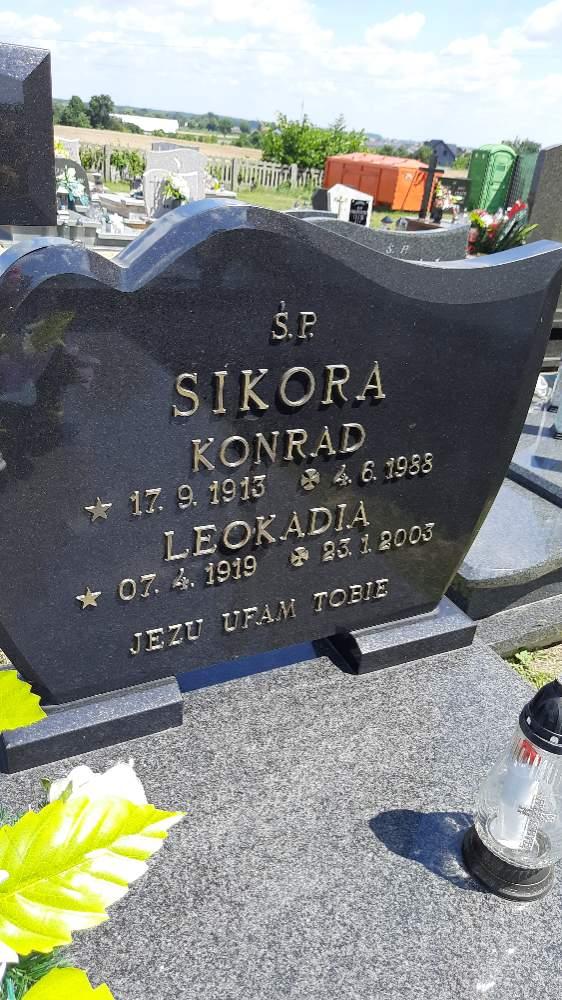 Ś.P.
SIKORA
KONRAD
17. 9. 1913 4. 6. 1988
LEOKADIA
07. 4. 1919 23. 1. 2003
JEZU UFAM TOBIE
Ś.P.